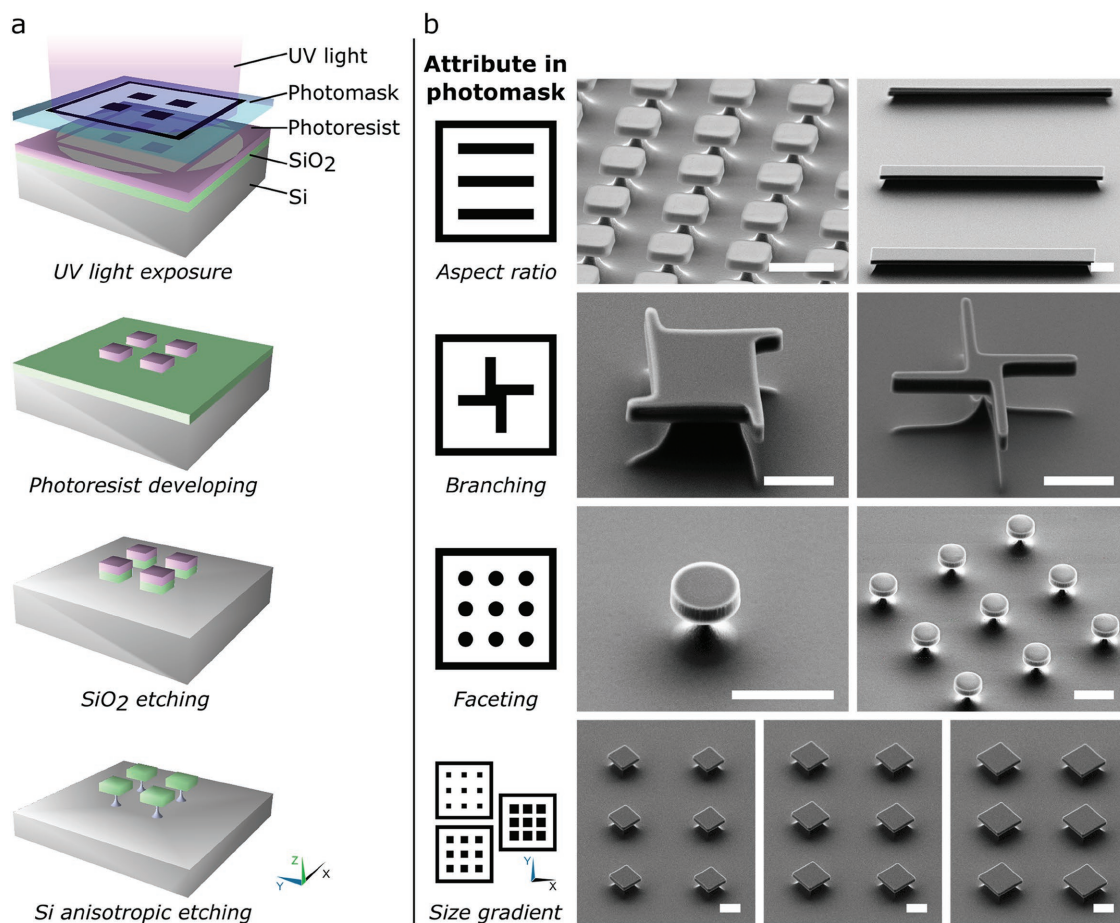 a
UV light
Photomask
Photoresist
SiO2
Si
UV light exposure
Photoresist developing
SiO2 etching
Z
Y
X
Si anisotropic etching
b
Attribute in
photomask
Aspect ratio
Branching
Faceting
Y
X
Size gradient